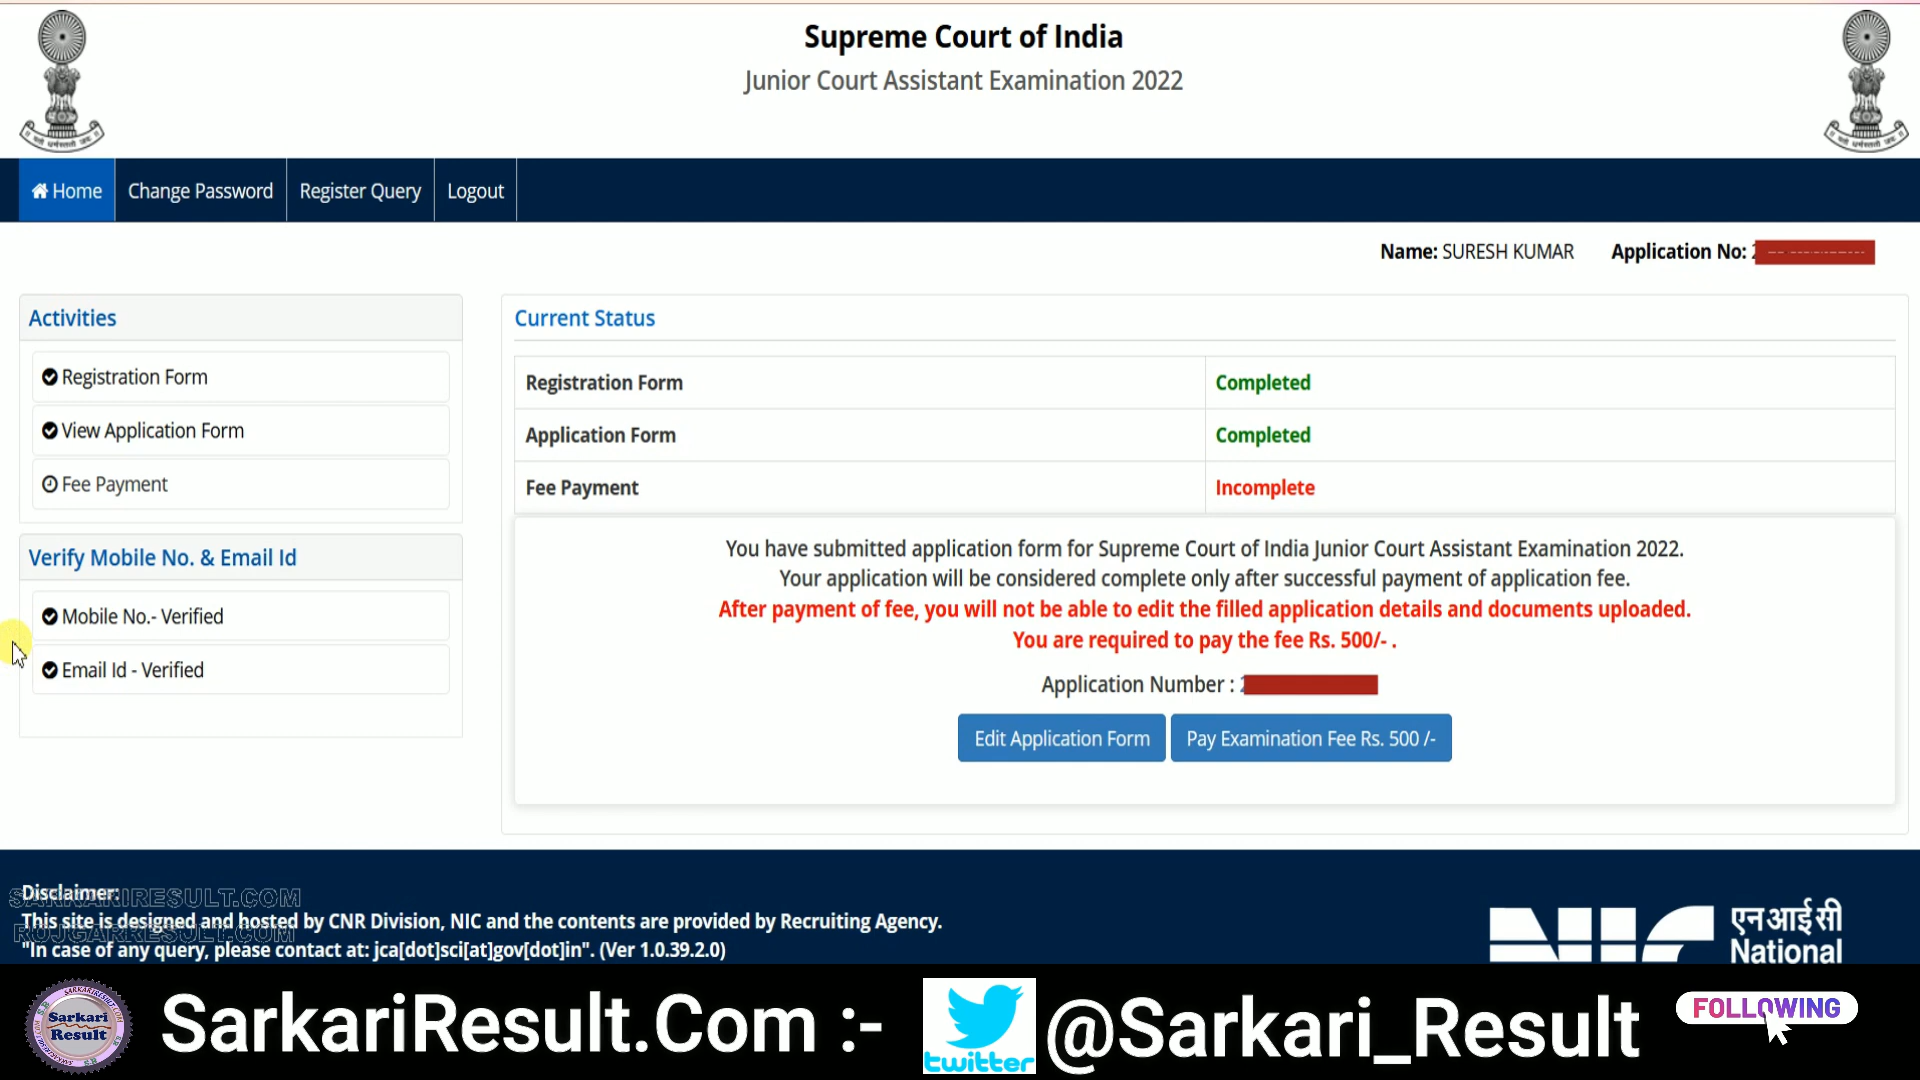 Supreme Court of India
Junior Court Assistant Examination 2022
Home Change Password Register Query Logout
Name: SURESH KUMAR Application No:
Activities
Registration Form
View Application Form
Fee Payment
Verify Mobile No. & Email Id
Mobile No.- Verified
Email Id - Verified
Current Status
Registration Form Completed
Application Form Completed
Fee Payment Incomplete
You have submitted application form for Supreme Court of India Junior Court Assistant Examination 2022.
Your application will be considered complete only after successful payment of application fee.
After payment of fee, you will not be able to edit the filled application details and documents uploaded.
You are required to pay the fee Rs. 500/- .
Application Number :
Edit Application Form Pay Examination Fee Rs. 500 /-
Disclaimer:
SARKARIRESULT.COM
This site is designed and hosted by CNR Division, NIC and the contents are provided by Recruiting Agency.
ROJGARRESULT.COM
"In case of any query, please contact at: jca[dot]sci[at]gov[dot]in". (Ver 1.0.39.2.0)
NIC एनआईसी
National
Sarkari
Result
SarkariResult.Com :-
twitter
@Sarkari_Result
FOLLOWING